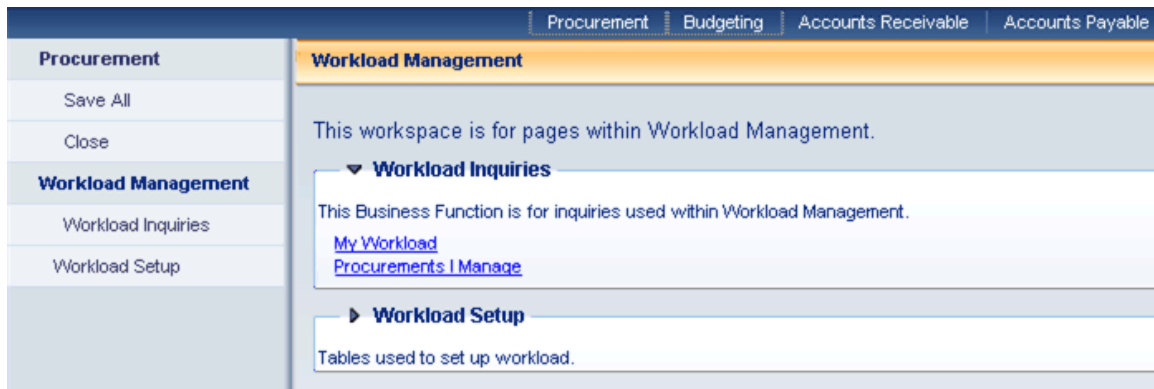 Procurement Budgeting Accounts Receivable Accounts Payable
Procurement
Save All
Close
Workload Management
Workload Inquiries
Workload Setup
Workload Management
This workspace is for pages within Workload Management.
Workload Inquiries
This Business Function is for inquiries used within Workload Management.
My Workload
Procurements I Manage
Workload Setup
Tables used to set up workload.